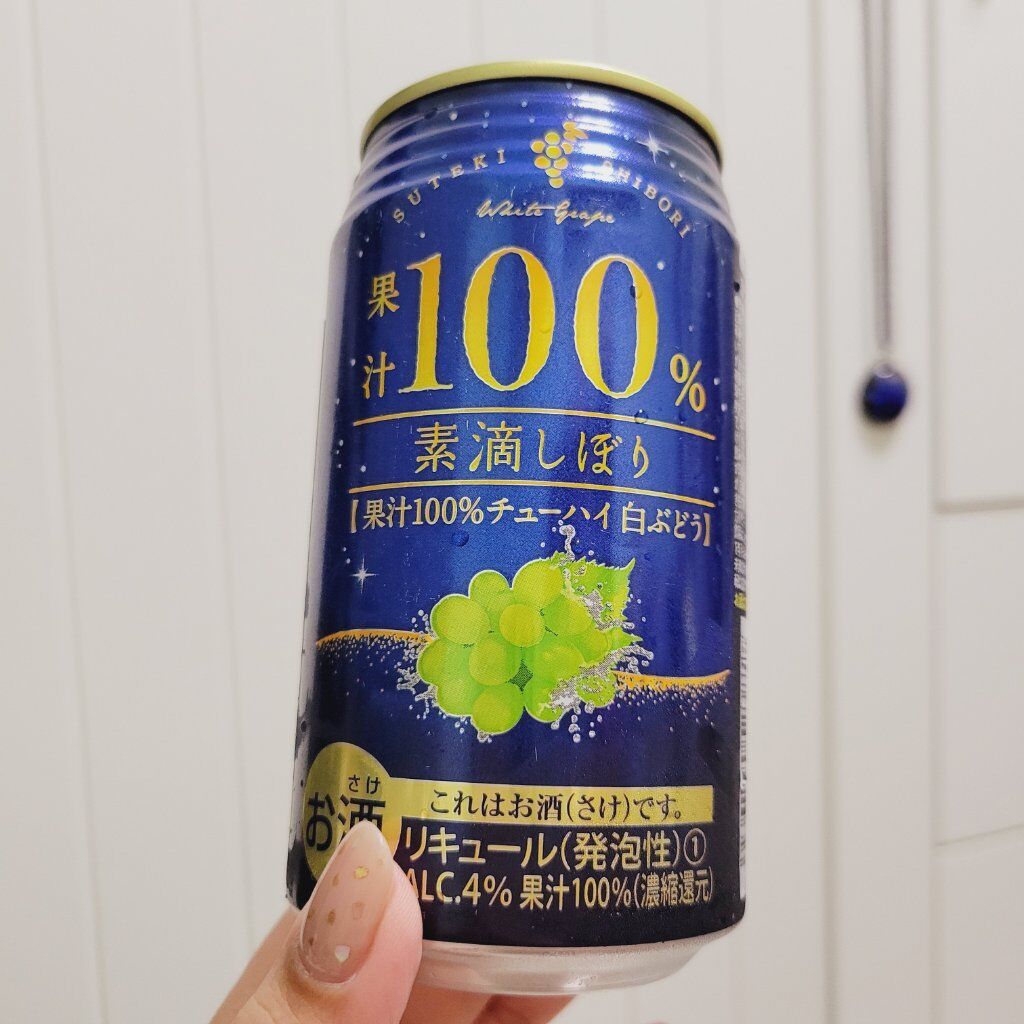 SUTEKI SHIBORI
White Grape
果汁100%
素滴しぼり
【果汁100%チューハイ 白ぶどう】
さけ
お酒
これはお酒(さけ)です。
リキュール(発泡性)①
ALC.4% 果汁100%(濃縮還元)